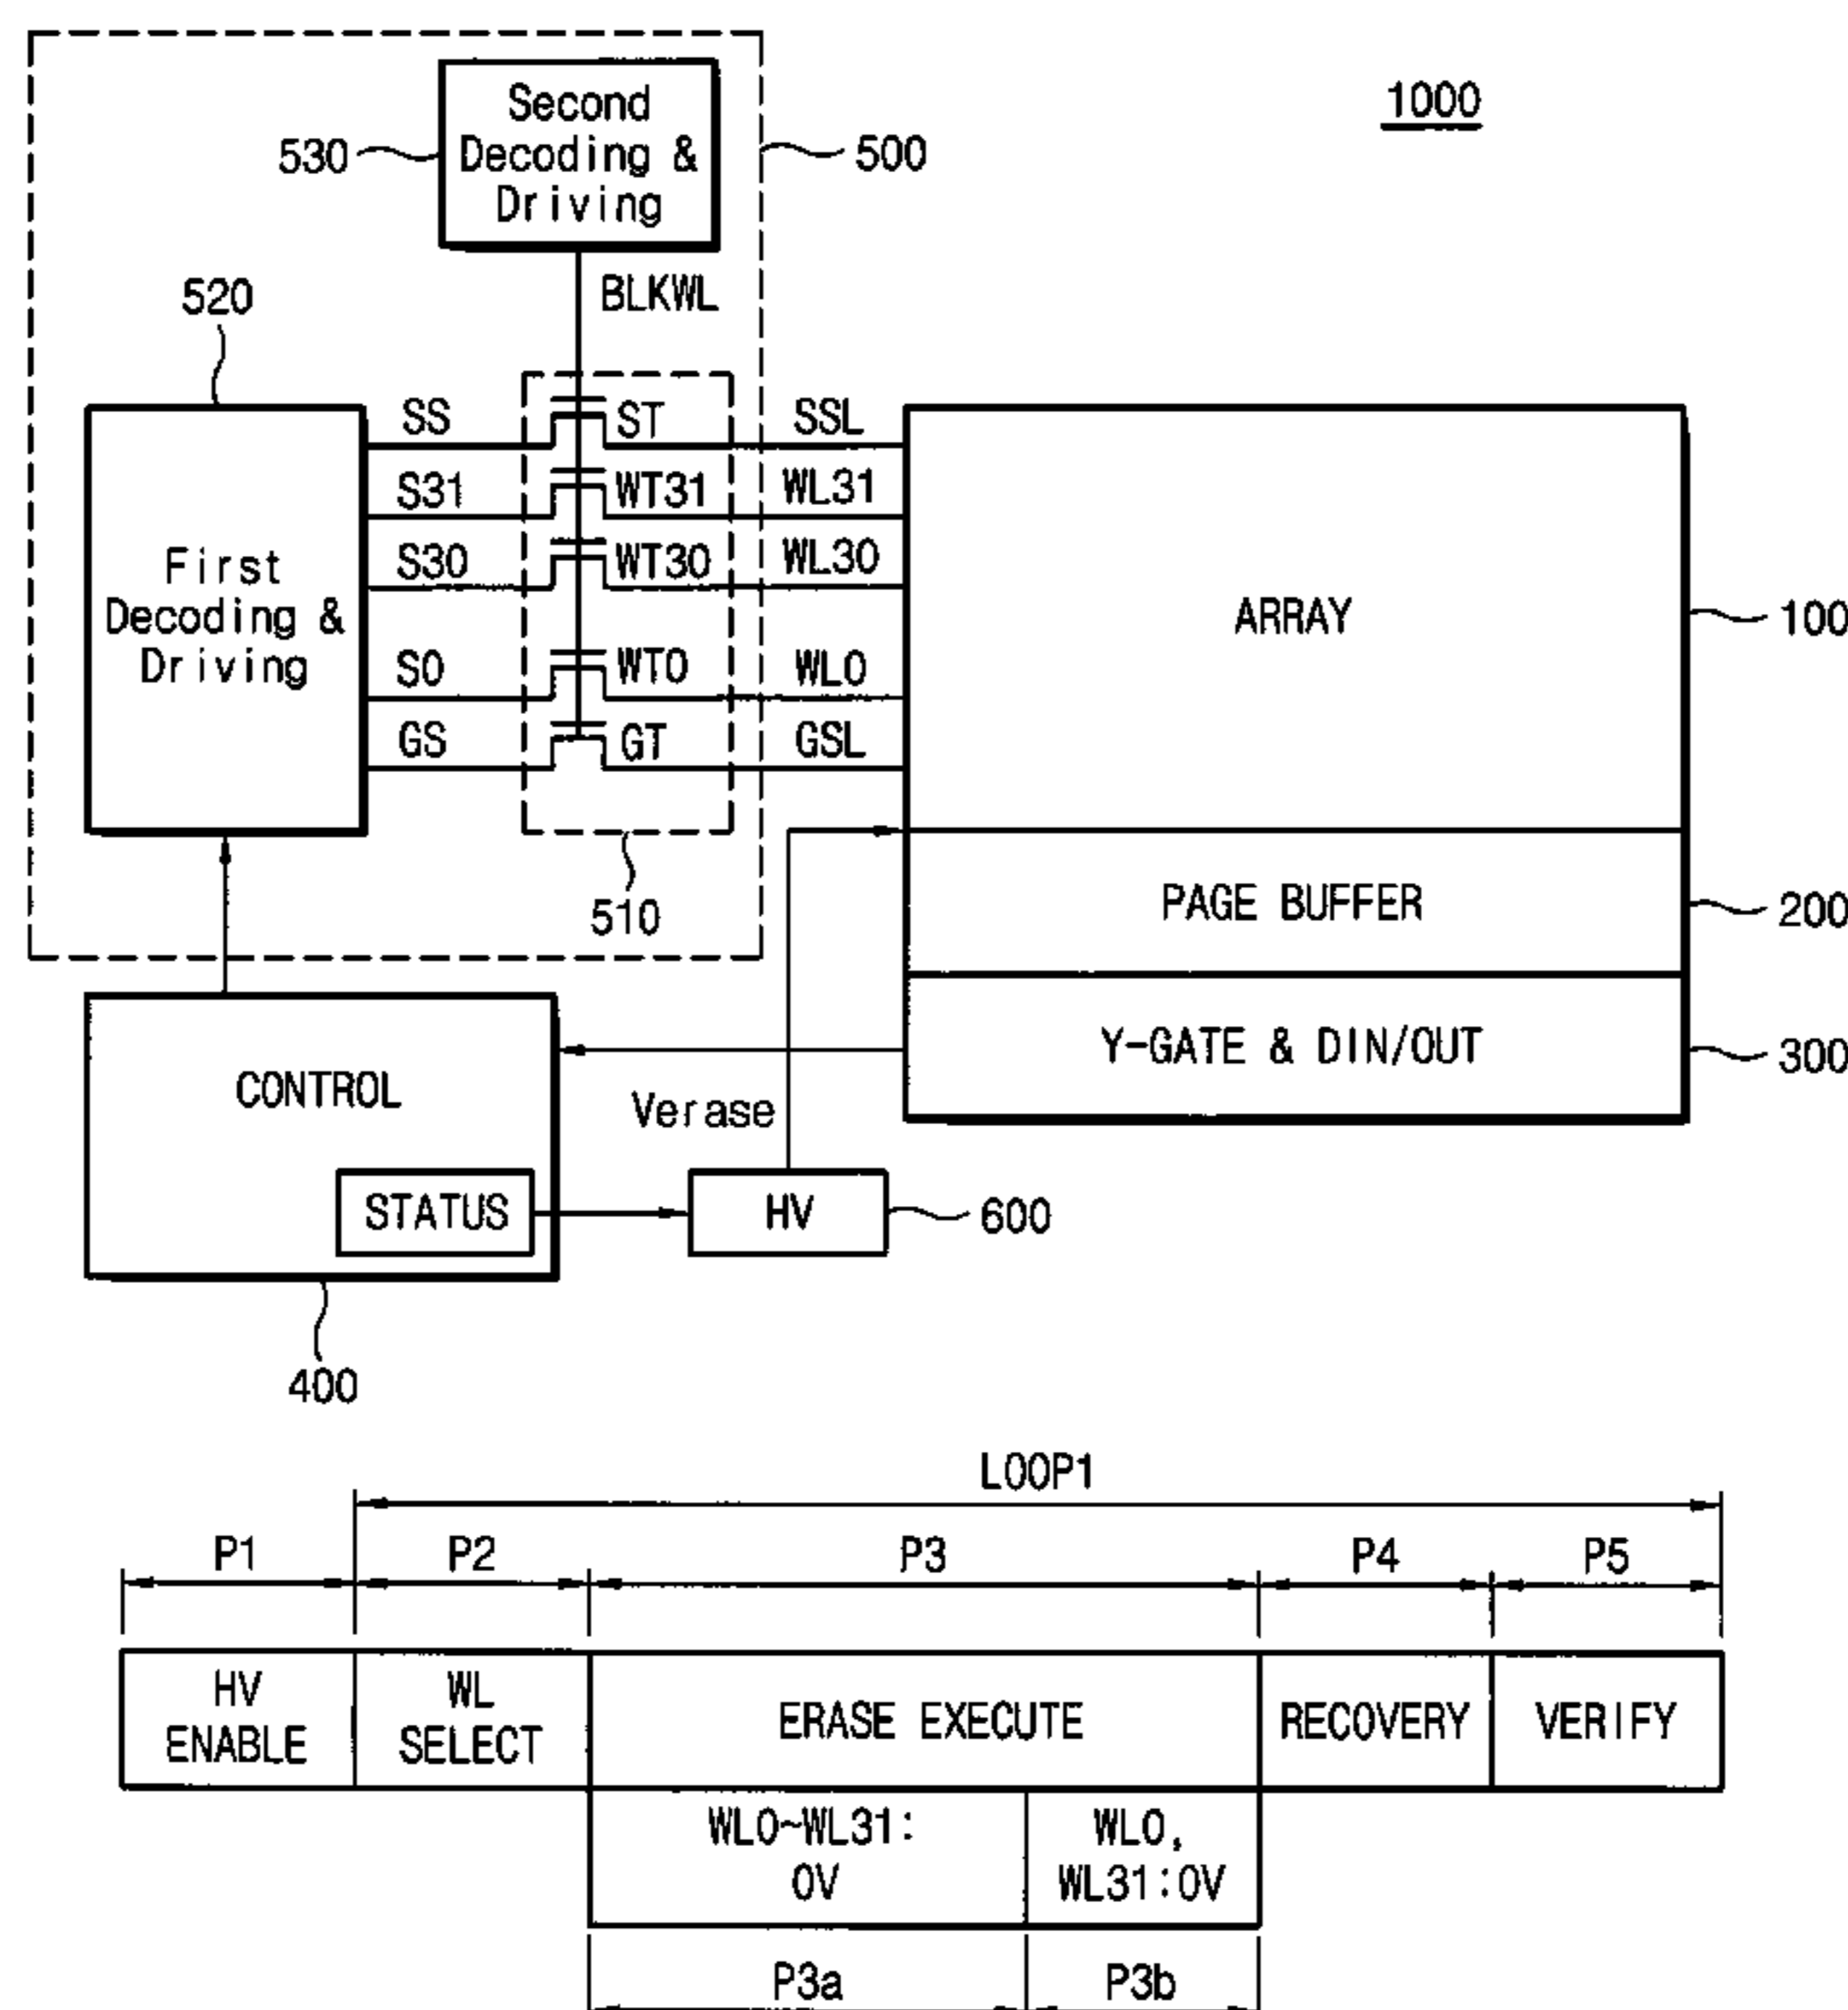 1000
Second
Decoding &
Driving
530
500
BLKWL
520
First
Decoding &
Driving
SS
ST
SSL
S31
WT31
WL31
S30
WT30
WL30
S0
WT0
WL0
GS
GT
GSL
510
ARRAY
100
PAGE BUFFER
200
Y-GATE & DIN/OUT
300
CONTROL
STATUS
400
Verase
HV
600
LOOP1
P1
P2
P3
P4
P5
HV
ENABLE
WL
SELECT
ERASE EXECUTE
RECOVERY
VERIFY
WL0~WL31:
0V
WL0,
WL31:0V
P3a
P3b